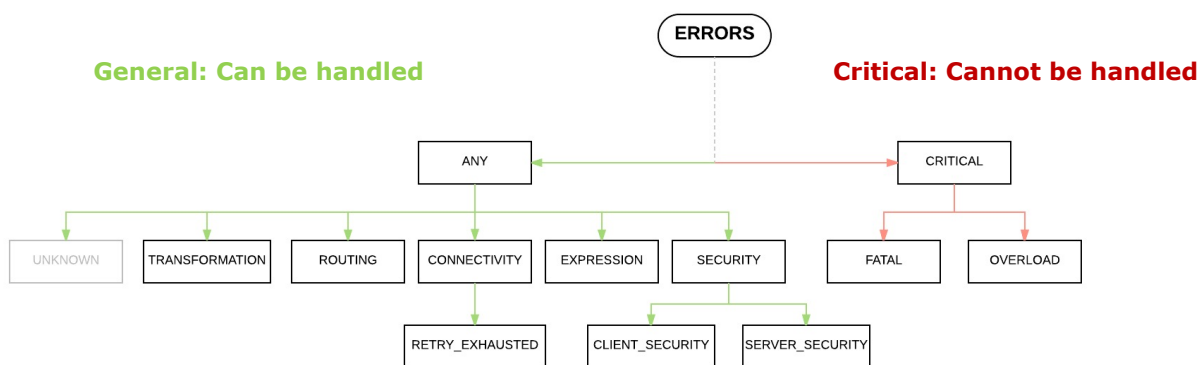 ERRORS
General: Can be handled
Critical: Cannot be handled
ANY
CRITICAL
UNKNOWN
TRANSFORMATION
ROUTING
CONNECTIVITY
EXPRESSION
SECURITY
FATAL
OVERLOAD
RETRY_EXHAUSTED
CLIENT_SECURITY
SERVER_SECURITY